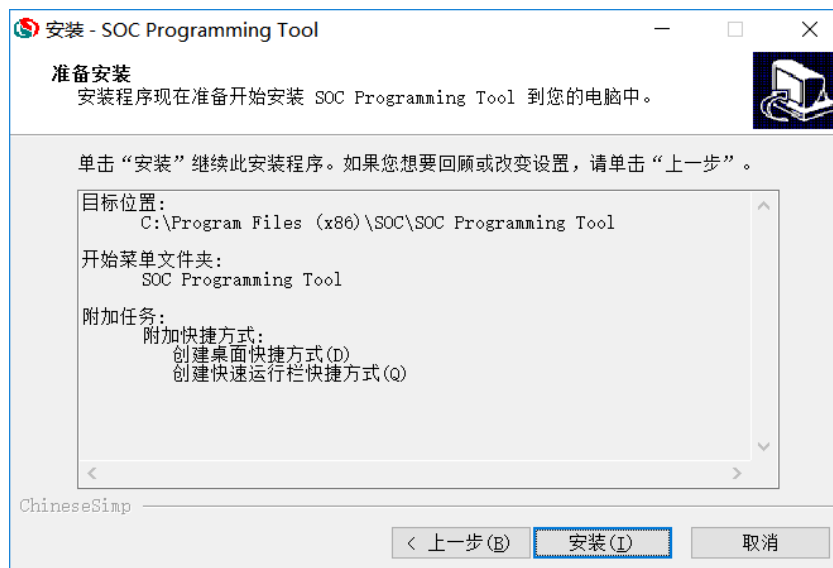 安装 - SOC Programming Tool
准备安装
安装程序现在准备开始安装 SOC Programming Tool 到您的电脑中。
单击“安装”继续此安装程序。如果您想要回顾或改变设置，请单击“上一步”。
目标位置:
C:\Program Files (x86)\SOC\SOC Programming Tool
开始菜单文件夹:
SOC Programming Tool
附加任务:
附加快捷方式:
创建桌面快捷方式(D)
创建快速运行栏快捷方式(Q)
ChineseSimp
< 上一步(B) 安装(I) 取消